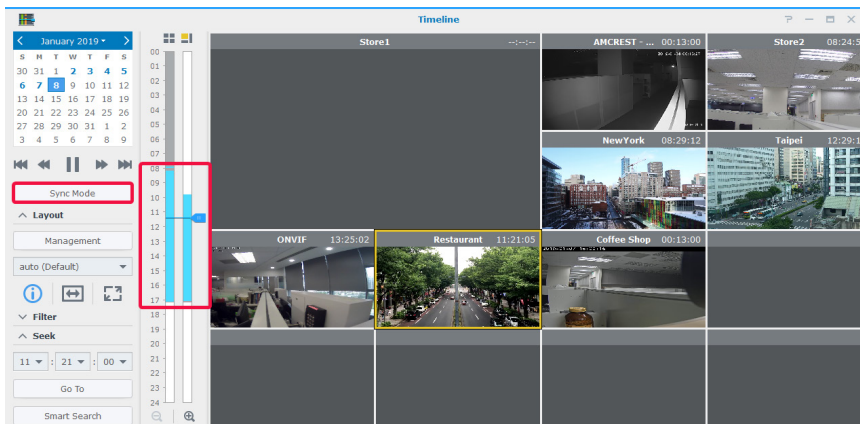 Timeline
January 2019
S M T W T F S
30 31 1 2 3 4 5
6 7 8 9 10 11 12
13 14 15 16 17 18 19
20 21 22 23 24 25 26
27 28 29 30 31 1 2
3 4 5 6 7 8 9
Sync Mode
Layout
Management
auto (Default)
Filter
Seek
11 : 21 : 00
Go To
Smart Search
00
01
02
03
04
05
06
07
08
09
10
11
12
13
14
15
16
17
18
19
20
21
22
23
24
Store1 --:--:--
AMCREST - ... 00:13:00
Store2 08:24:5
NewYork 08:29:12
Taipei 12:29:1
ONVIF 13:25:02
Restaurant 11:21:05
Coffee Shop 00:13:00